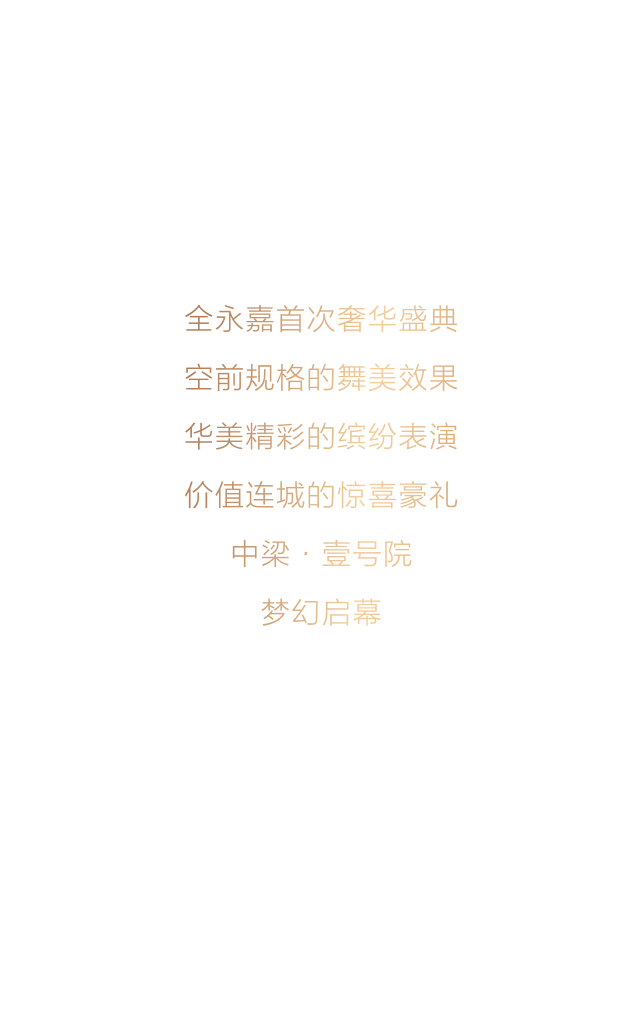 全永嘉首次奢华盛典
空前规格的舞美效果
华美精彩的缤纷表演
价值连城的惊喜豪礼
中梁·壹号院
梦幻启幕